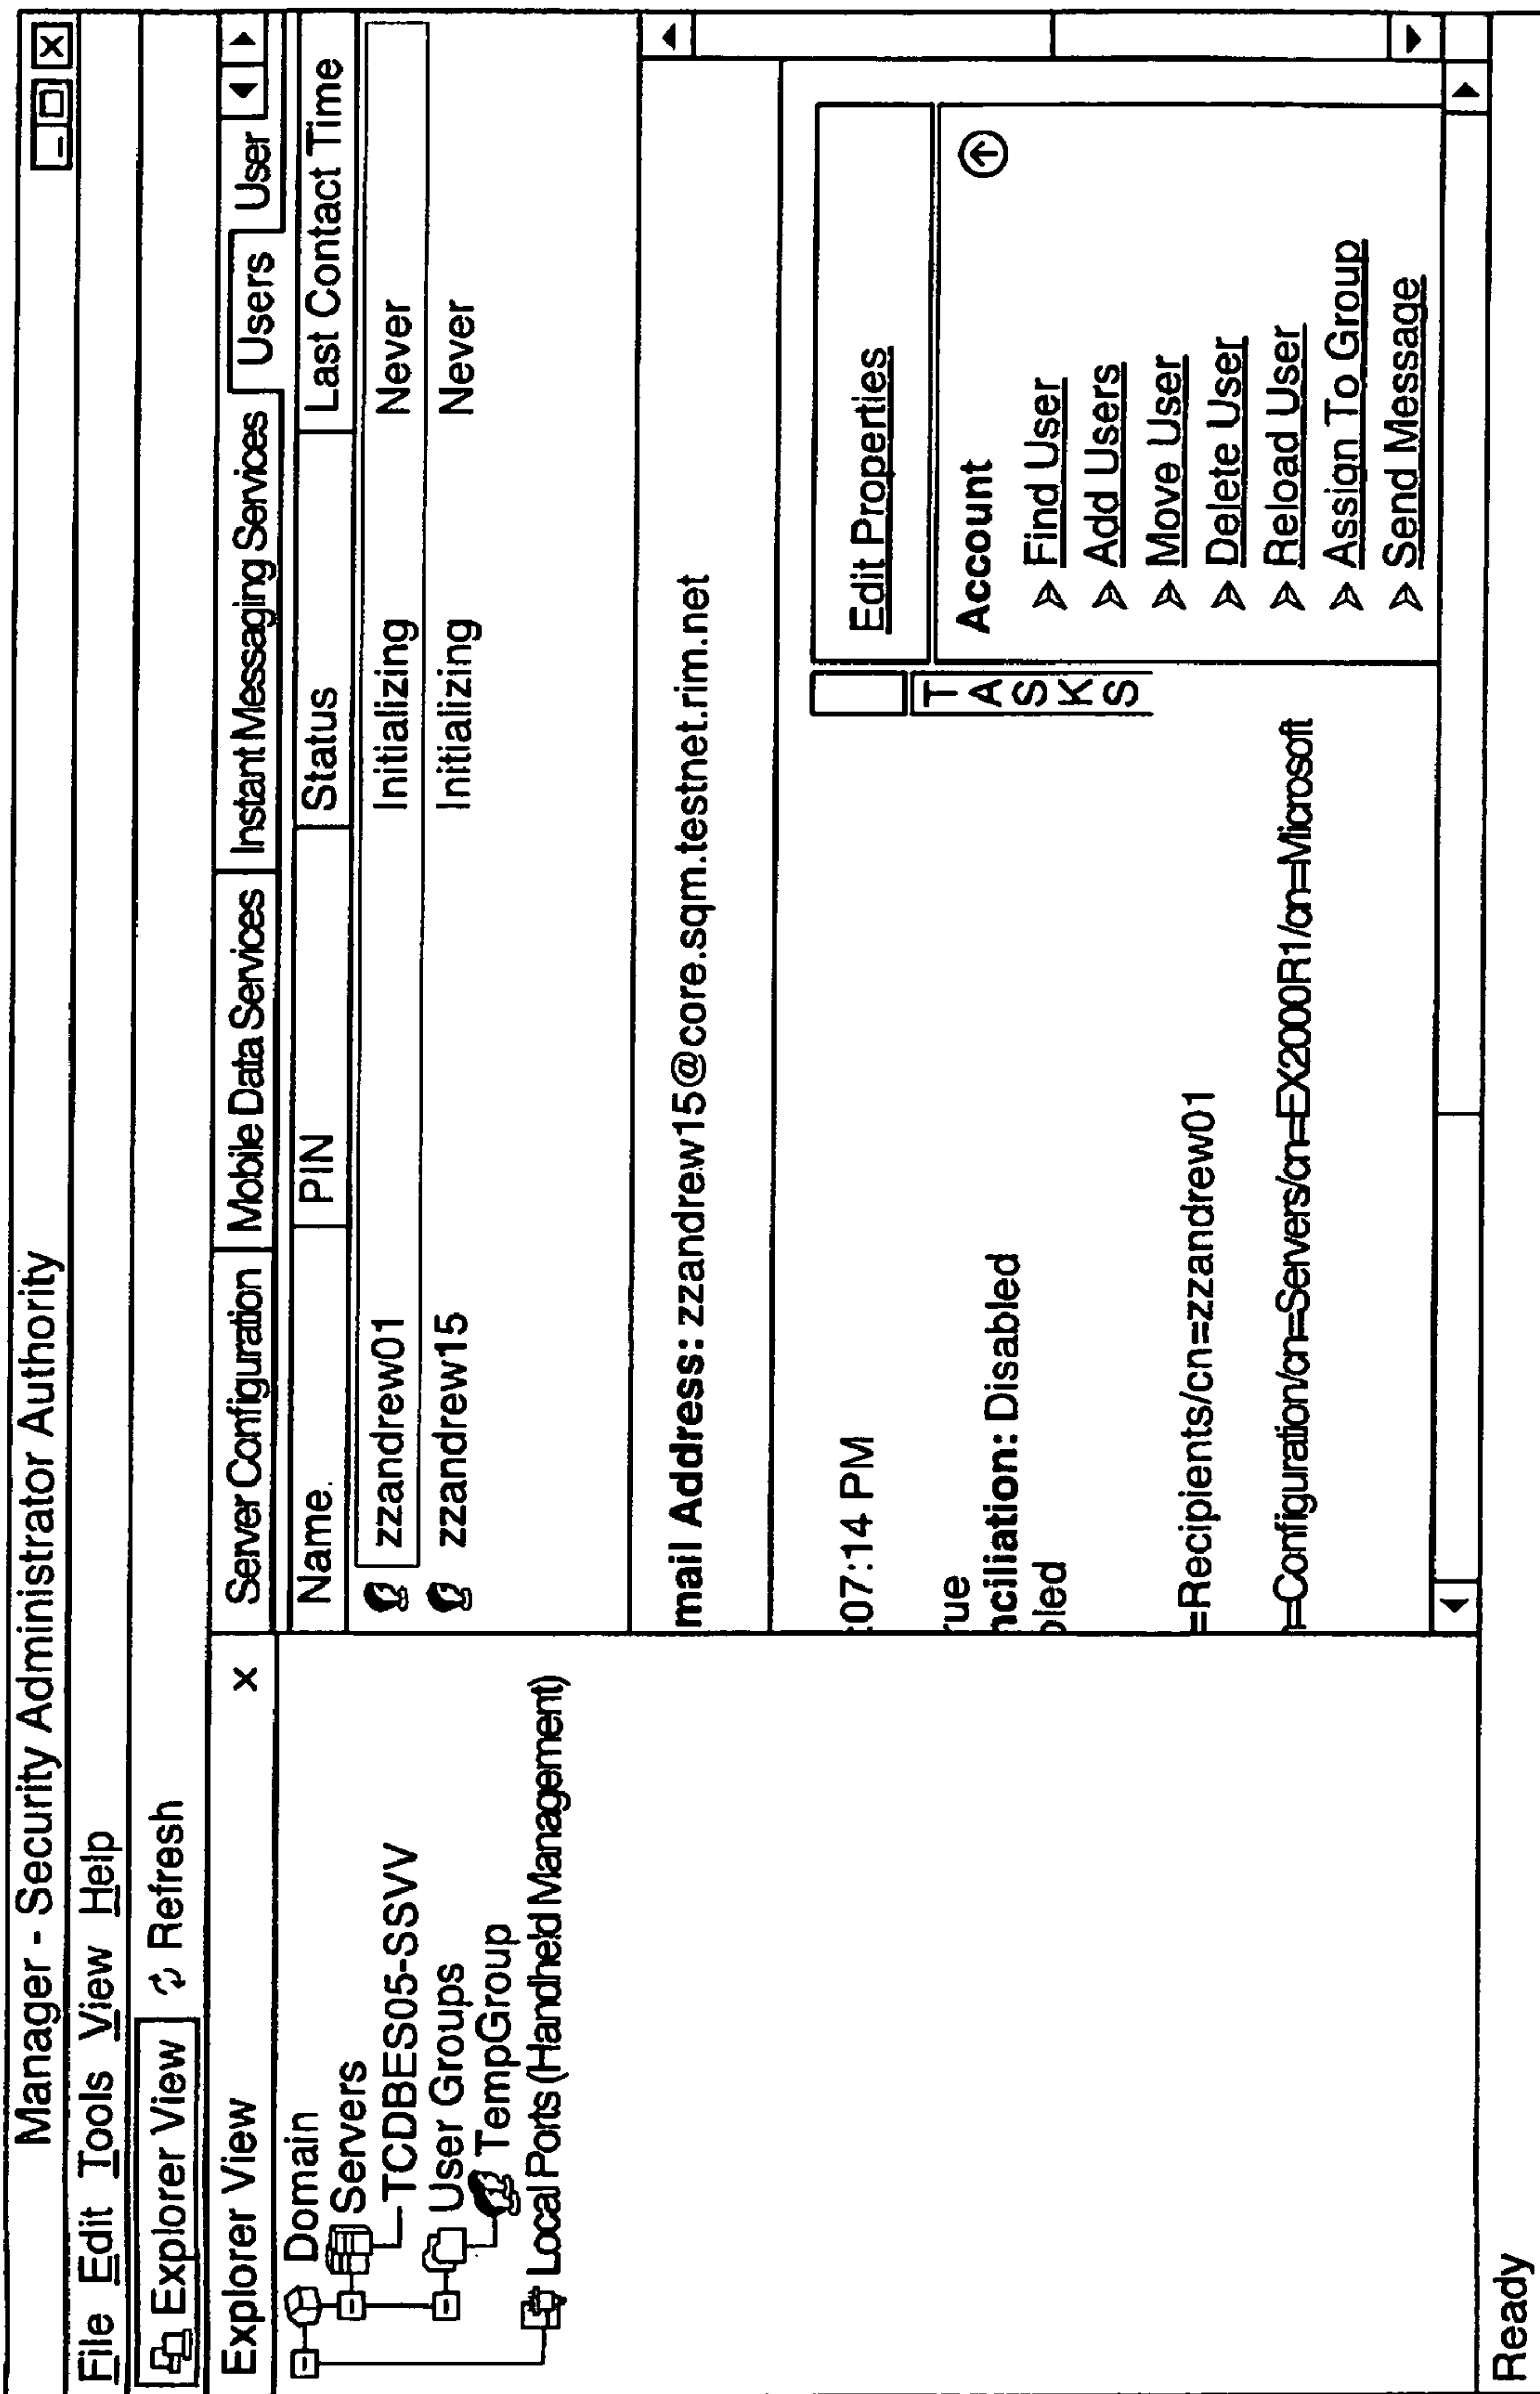 Manager - Security Administrator Authority
File Edit Tools View Help
Explorer View Refresh
Explorer View x
Domain
Servers
TCDBES05-SSVV
User Groups
TempGroup
Local Ports (Handheld Management)
Server Configuration Mobile Data Services Instant Messaging Services Users User
Name. PIN Status Last Contact Time
zzandrew01 Initializing Never
zzandrew15 Initializing Never
mail Address: zzandrew15@core.sqm.testnet.rim.net
:07:14 PM
rue
nciliation: Disabled
bled
=Recipients/cn=zzandrew01
n=Configuration/cn=Servers/cn=EX2000R1/cn=Microsoft
TASKS
Edit Properties
Account
Find User
Add Users
Move User
Delete User
Reload User
Assign To Group
Send Message
Ready